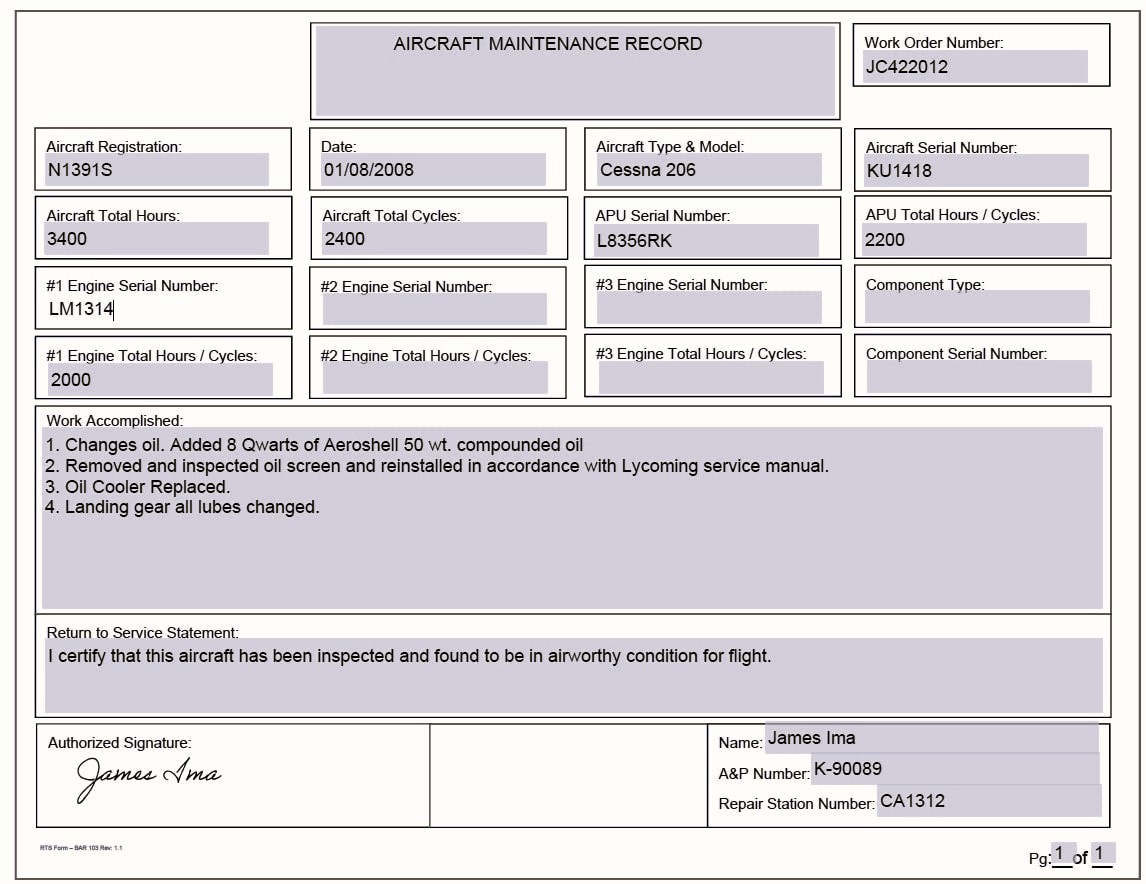 AIRCRAFT MAINTENANCE RECORD
Work Order Number:
JC422012
Aircraft Registration:
N1391S
Date:
01/08/2008
Aircraft Type & Model:
Cessna 206
Aircraft Serial Number:
KU1418
Aircraft Total Hours:
3400
Aircraft Total Cycles:
2400
APU Serial Number:
L8356RK
APU Total Hours / Cycles:
2200
#1 Engine Serial Number:
LM1314
#2 Engine Serial Number:
#3 Engine Serial Number:
Component Type:
#1 Engine Total Hours / Cycles:
2000
#2 Engine Total Hours / Cycles:
#3 Engine Total Hours / Cycles:
Component Serial Number:
Work Accomplished:
1. Changes oil. Added 8 Qwarts of Aeroshell 50 wt. compounded oil
2. Removed and inspected oil screen and reinstalled in accordance with Lycoming service manual.
3. Oil Cooler Replaced.
4. Landing gear all lubes changed.
Return to Service Statement:
I certify that this aircraft has been inspected and found to be in airworthy condition for flight.
Authorized Signature:
James Ima
Name: James Ima
A&P Number: K-90089
Repair Station Number: CA1312
RTS Form – BAR 103 Rev: 1.1
Pg: 1 of 1